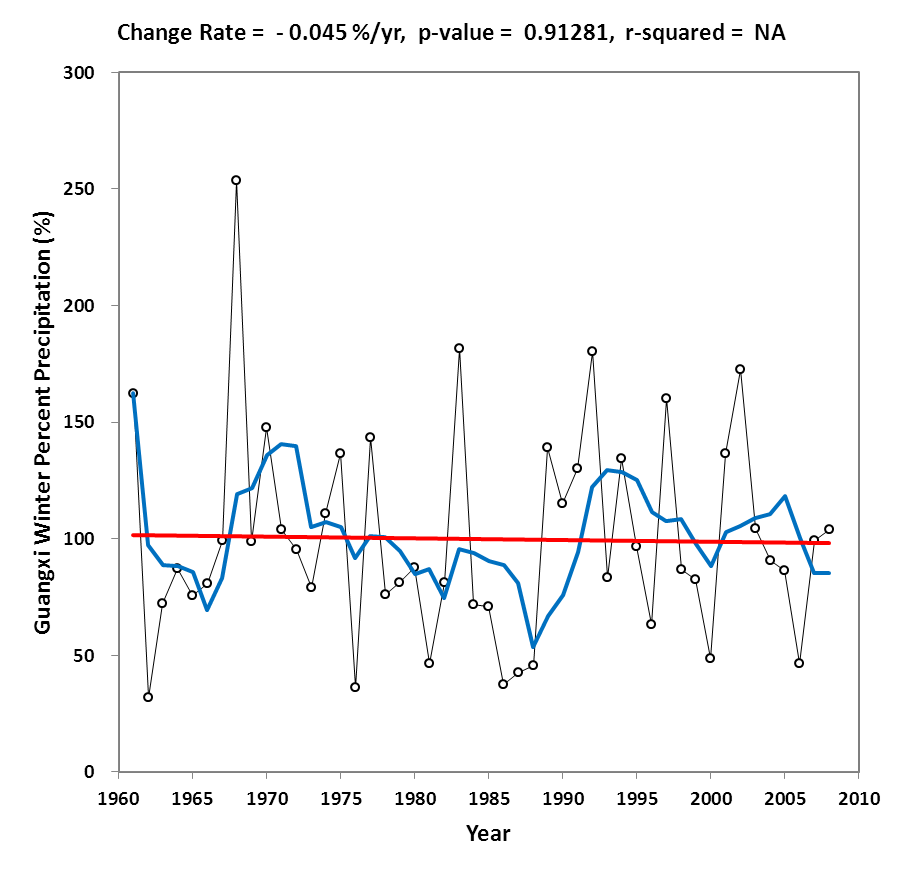 Change Rate = - 0.045 %/yr, p-value = 0.91281, r-squared = NA
300
250
200
150
100
50
0
Guangxi Winter Percent Precipitation (%)
1960 1965 1970 1975 1980 1985 1990 1995 2000 2005 2010
Year